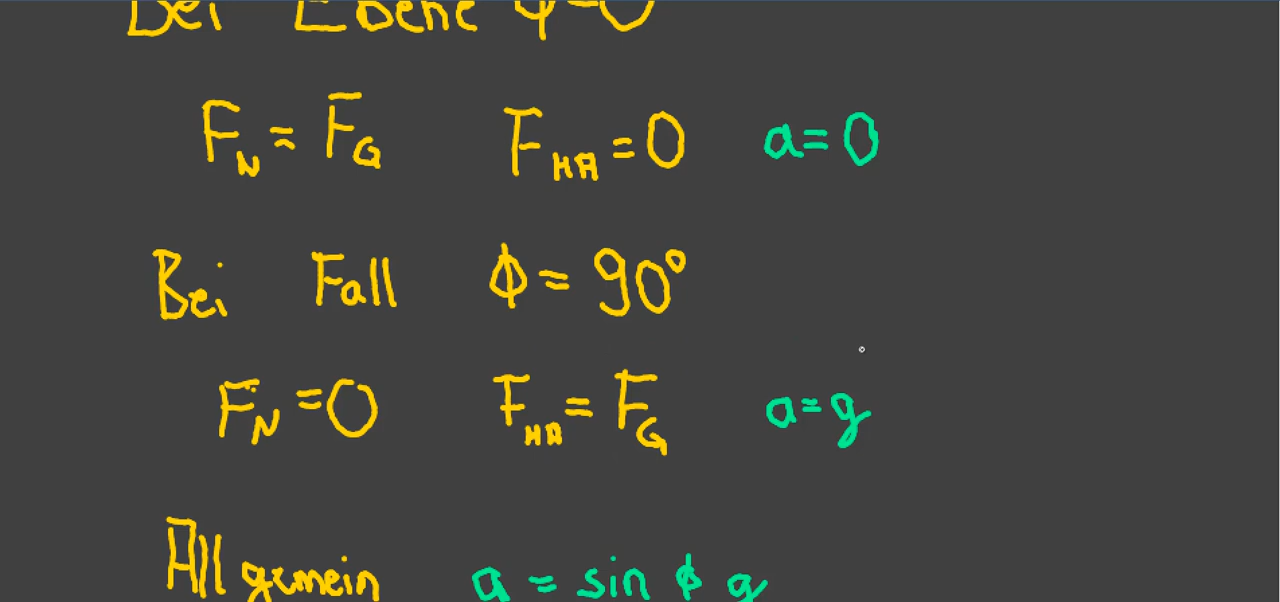 Bei Ebene φ=0
F_N = F_G F_HA = 0 a = 0
Bei Fall ϕ = 90°
F_N = 0 F_HA = F_G a = g
Allgemein a = sin ϕ g